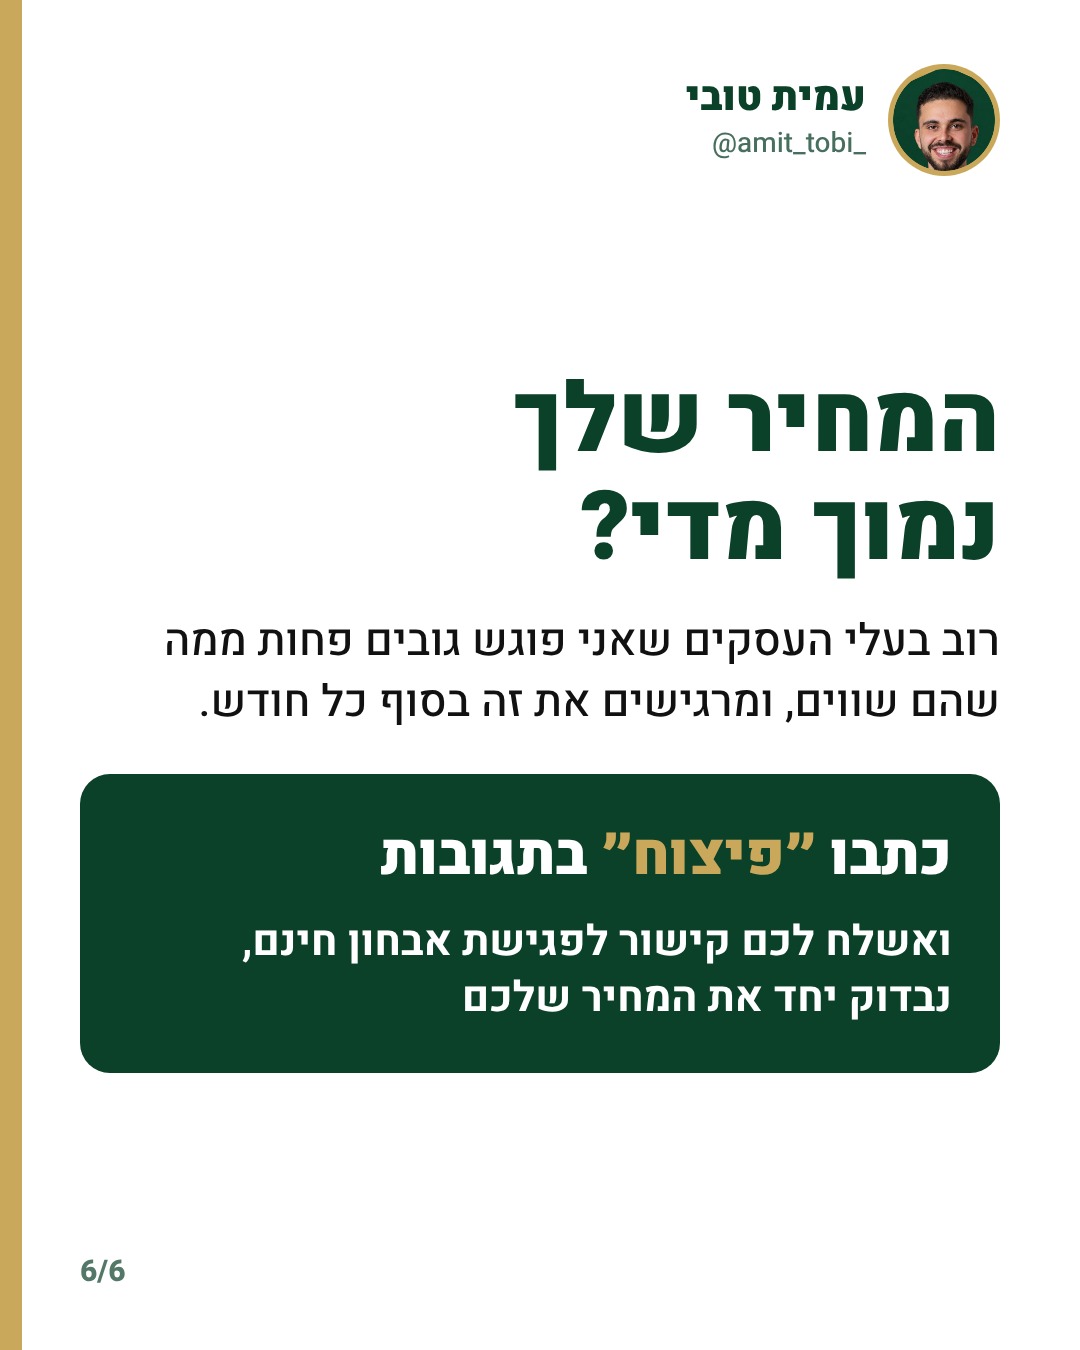 עמית טובי
@amit_tobi_
המחיר שלך
נמוך מדי?
רוב בעלי העסקים שאני פוגש גובים פחות ממה
שהם שווים, ומרגישים את זה בסוף כל חודש.
כתבו ”פיצוח” בתגובות
ואשלח לכם קישור לפגישת אבחון חינם,
נבדוק יחד את המחיר שלכם
6/6